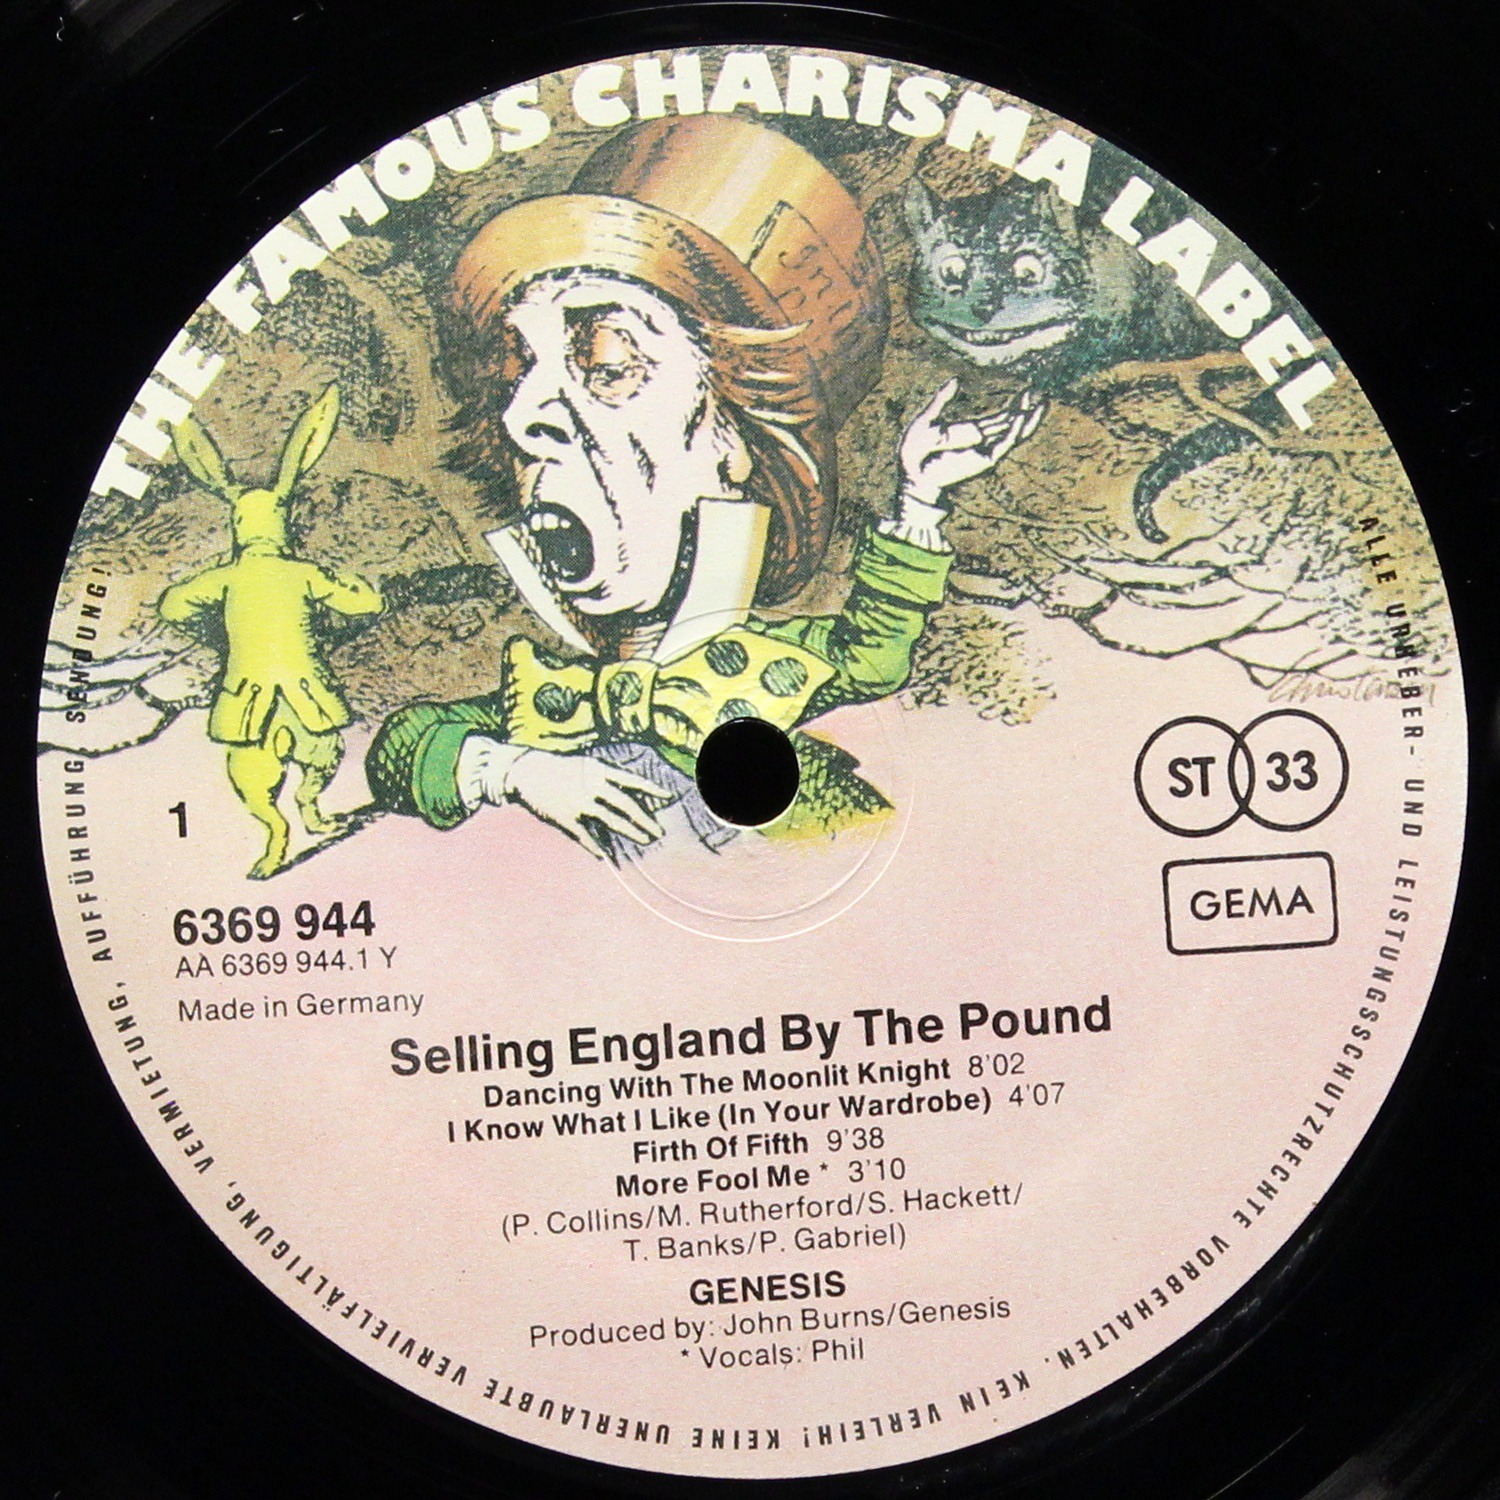 THE FAMOUS CHARISMA LABEL
ST 33
1
GEMA
6369 944
AA 6369 944.1 Y
Made in Germany
Selling England By The Pound
Dancing With The Moonlit Knight 8'02
I Know What I Like (In Your Wardrobe) 4'07
Firth Of Fifth 9'38
More Fool Me * 3'10
(P. Collins/M. Rutherford/S. Hackett/
T. Banks/P. Gabriel)
GENESIS
Produced by: John Burns/Genesis
* Vocals: Phil
ALLE URHEBER- UND LEISTUNGSSCHUTZRECHTE VORBEHALTEN. KEIN VERLEIH! KEINE UNERLAUBTE VERVIELFÄLTIGUNG, VERMIETUNG, AUFFÜHRUNG, SENDUNG!